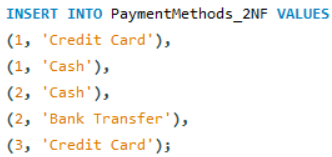 INSERT INTO PaymentMethods_2NF VALUES
(1, 'Credit Card'),
(1, 'Cash'),
(2, 'Cash'),
(2, 'Bank Transfer'),
(3, 'Credit Card');